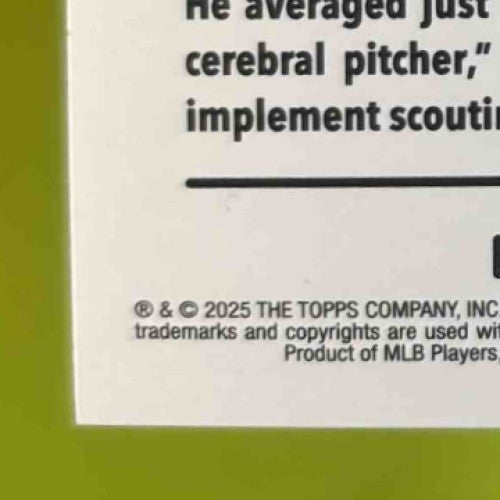 He averaged just
cerebral pitcher,"
implement scouti
® & © 2025 THE TOPPS COMPANY, INC
trademarks and copyrights are used wit
Product of MLB Players,